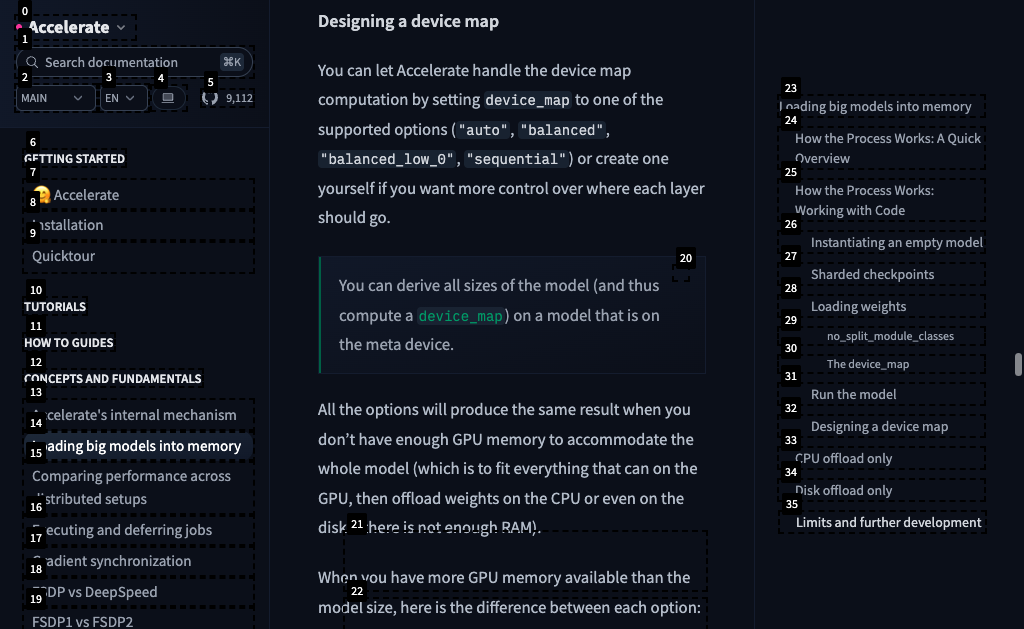 Accelerate
Search documentation
⌘K
MAIN
EN
9,112
GETTING STARTED
🤗 Accelerate
Installation
Quicktour
TUTORIALS
HOW TO GUIDES
CONCEPTS AND FUNDAMENTALS
Accelerate's internal mechanism
Loading big models into memory
Comparing performance across
distributed setups
Executing and deferring jobs
Gradient synchronization
FSDP vs DeepSpeed
FSDP1 vs FSDP2
0
1
2
3
4
5
6
7
8
9
10
11
12
13
14
15
16
17
18
19
Designing a device map
You can let Accelerate handle the device map
computation by setting device_map to one of the
supported options ("auto", "balanced",
"balanced_low_0", "sequential") or create one
yourself if you want more control over where each layer
should go.
20
You can derive all sizes of the model (and thus
compute a device_map) on a model that is on
the meta device.
All the options will produce the same result when you
don’t have enough GPU memory to accommodate the
whole model (which is to fit everything that can on the
GPU, then offload weights on the CPU or even on the
disk there is not enough RAM).
21
When you have more GPU memory available than the
22
model size, here is the difference between each option:
23
Loading big models into memory
24
How the Process Works: A Quick
Overview
25
How the Process Works:
Working with Code
26
Instantiating an empty model
27
Sharded checkpoints
28
Loading weights
29
no_split_module_classes
30
The device_map
31
Run the model
32
Designing a device map
33
CPU offload only
34
Disk offload only
35
Limits and further development